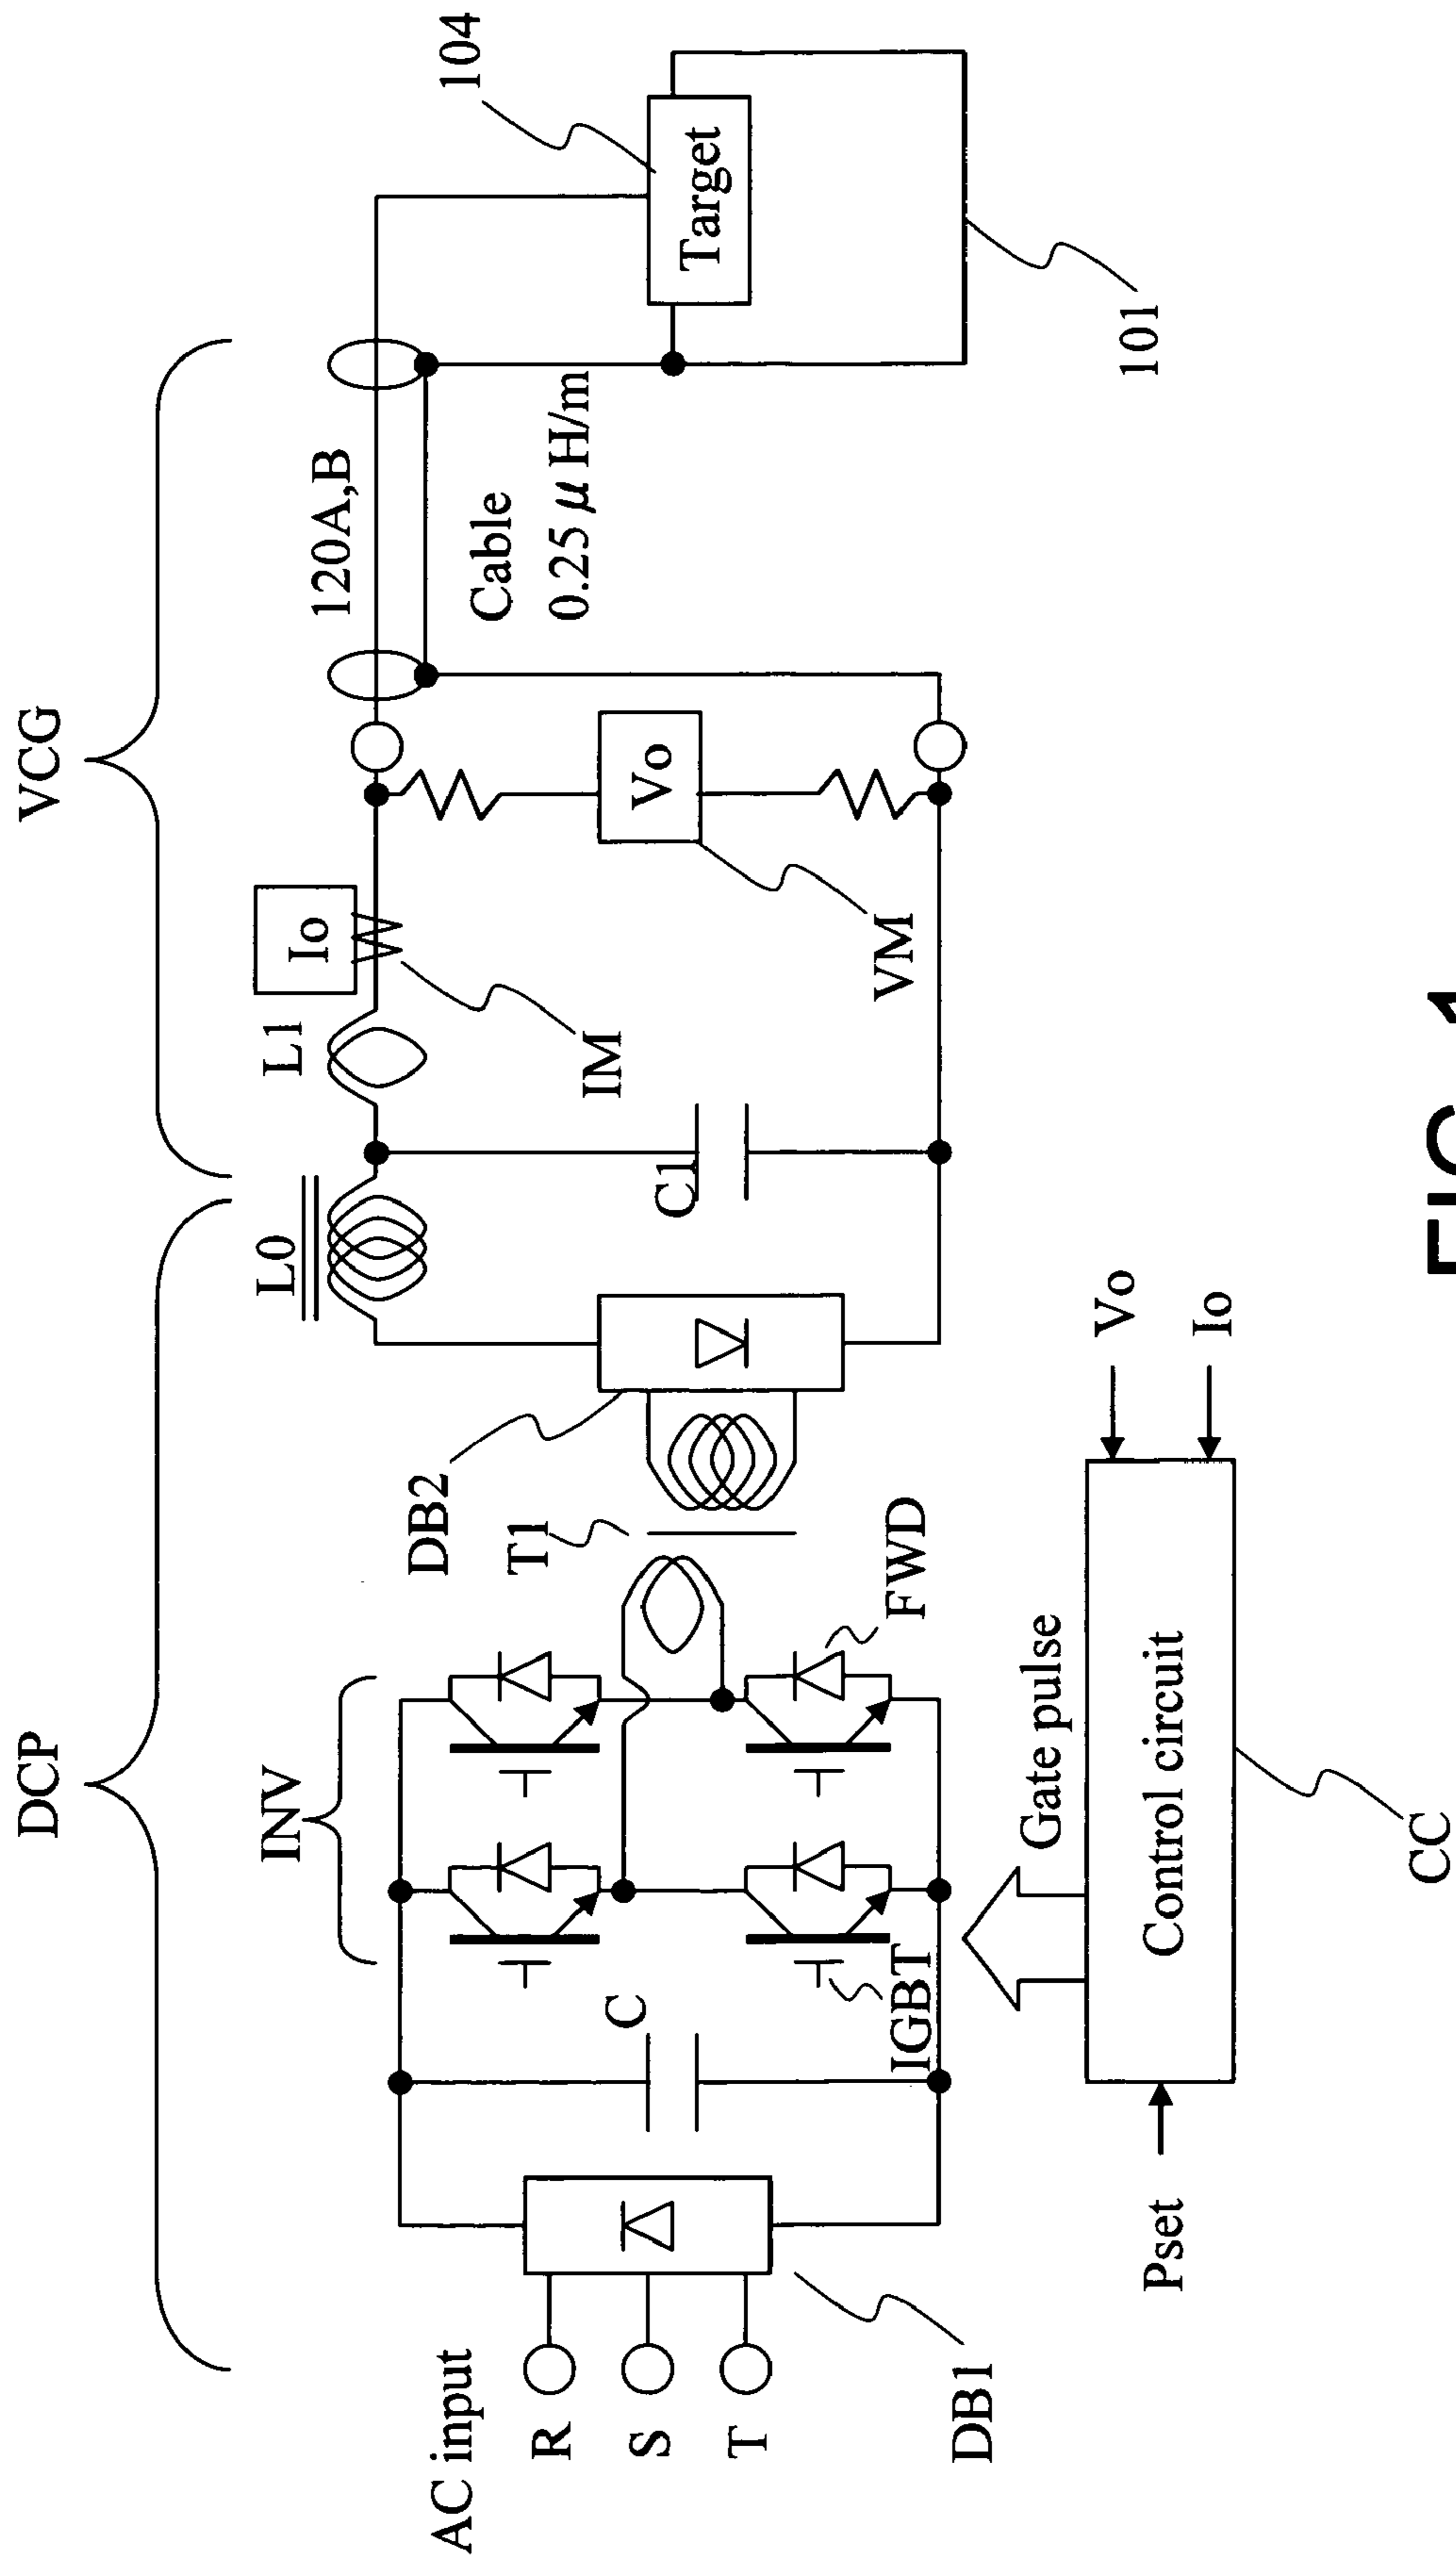 DCP
VCG
INV
L0
L1
Io
120A,B
104
AC input
R
S
T
C
DB2
T1
C1
IM
Vo
Cable
0.25 μ H/m
Target
DB1
IGBT
FWD
VM
101
Gate pulse
Pset
Control circuit
Vo
Io
CC
FIG. 1